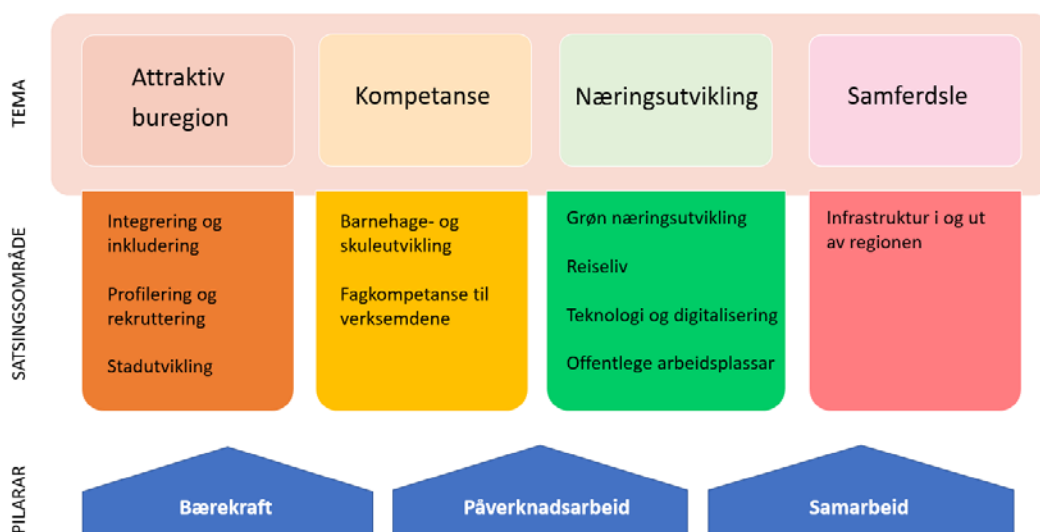 TEMA
Attraktiv
buregion
Kompetanse
Næringsutvikling
Samferdsle
SATSINGSOMRÅDE
Integrering og
inkludering
Profilering og
rekruttering
Stadutvikling
Barnehage- og
skuleutvikling
Fagkompetanse til
verksemdene
Grøn næringsutvikling
Reiseliv
Teknologi og digitalisering
Offentlege arbeidsplassar
Infrastruktur i og ut
av regionen
PILARAR
Bærekraft
Påverknadsarbeid
Samarbeid